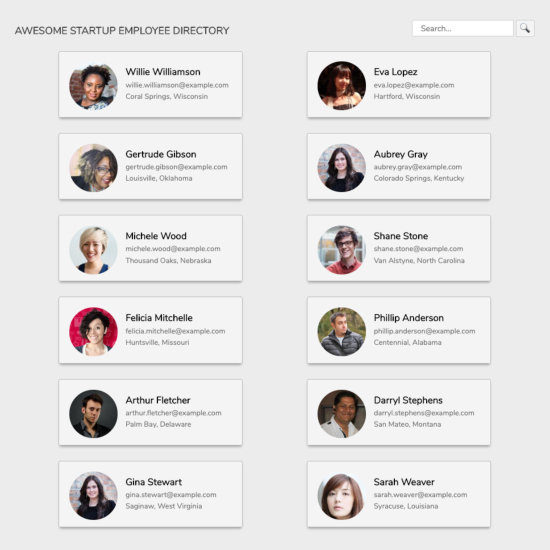 AWESOME STARTUP EMPLOYEE DIRECTORY
Search...
Willie Williamson
willie.williamson@example.com
Coral Springs, Wisconsin
Eva Lopez
eva.lopez@example.com
Hartford, Wisconsin
Gertrude Gibson
gertrude.gibson@example.com
Louisville, Oklahoma
Aubrey Gray
aubrey.gray@example.com
Colorado Springs, Kentucky
Michele Wood
michele.wood@example.com
Thousand Oaks, Nebraska
Shane Stone
shane.stone@example.com
Van Alstyne, North Carolina
Felicia Mitchelle
felicia.mitchelle@example.com
Huntsville, Missouri
Phillip Anderson
phillip.anderson@example.com
Centennial, Alabama
Arthur Fletcher
arthur.fletcher@example.com
Palm Bay, Delaware
Darryl Stephens
darryl.stephens@example.com
San Mateo, Montana
Gina Stewart
gina.stewart@example.com
Saginaw, West Virginia
Sarah Weaver
sarah.weaver@example.com
Syracuse, Louisiana